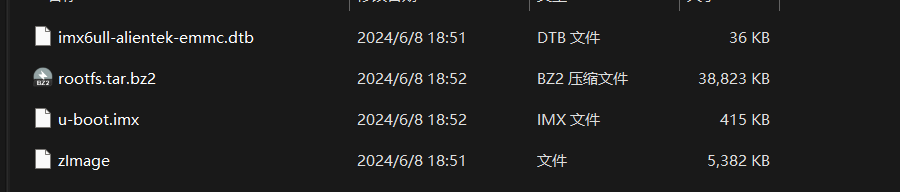 imx6ull-alientek-emmc.dtb 2024/6/8 18:51 DTB 文件 36 KB
BZ2
rootfs.tar.bz2 2024/6/8 18:52 BZ2 压缩文件 38,823 KB
u-boot.imx 2024/6/8 18:52 IMX 文件 415 KB
zImage 2024/6/8 18:51 文件 5,382 KB